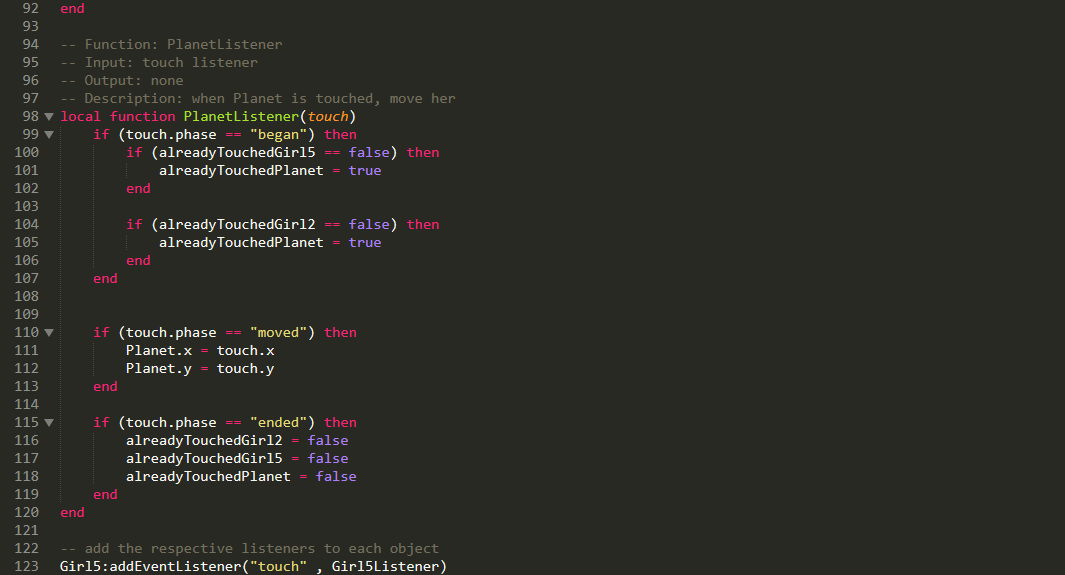 92 end
93
94 -- Function: PlanetListener
95 -- Input: touch listener
96 -- Output: none
97 -- Description: when Planet is touched, move her
98 local function PlanetListener(touch)
99     if (touch.phase == "began") then
100         if (alreadyTouchedGirl5 == false) then
101             alreadyTouchedPlanet = true
102         end
103
104         if (alreadyTouchedGirl2 == false) then
105             alreadyTouchedPlanet = true
106         end
107     end
108
109
110     if (touch.phase == "moved") then
111         Planet.x = touch.x
112         Planet.y = touch.y
113     end
114
115     if (touch.phase == "ended") then
116         alreadyTouchedGirl2 = false
117         alreadyTouchedGirl5 = false
118         alreadyTouchedPlanet = false
119     end
120 end
121
122 -- add the respective listeners to each object
123 Girl5:addEventListener("touch" , Girl5Listener)